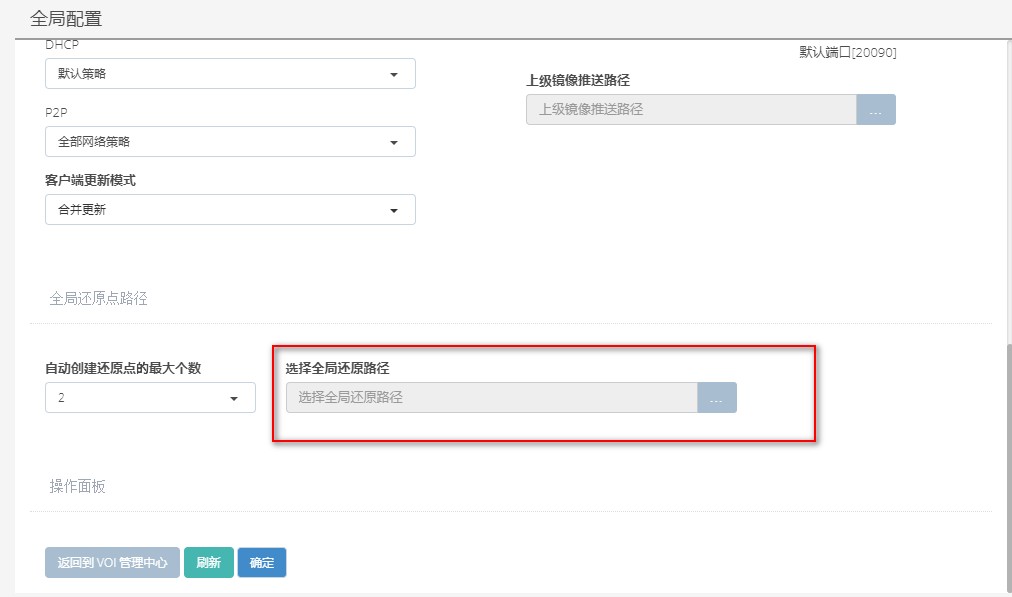 全局配置
DHCP
默认策略
P2P
全部网络策略
客户端更新模式
合并更新
默认端口[20090]
上级镜像推送路径
上级镜像推送路径
...
全局还原点路径
自动创建还原点的最大个数
2
选择全局还原路径
选择全局还原路径
...
操作面板
返回到 VOI 管理中心
刷新
确定